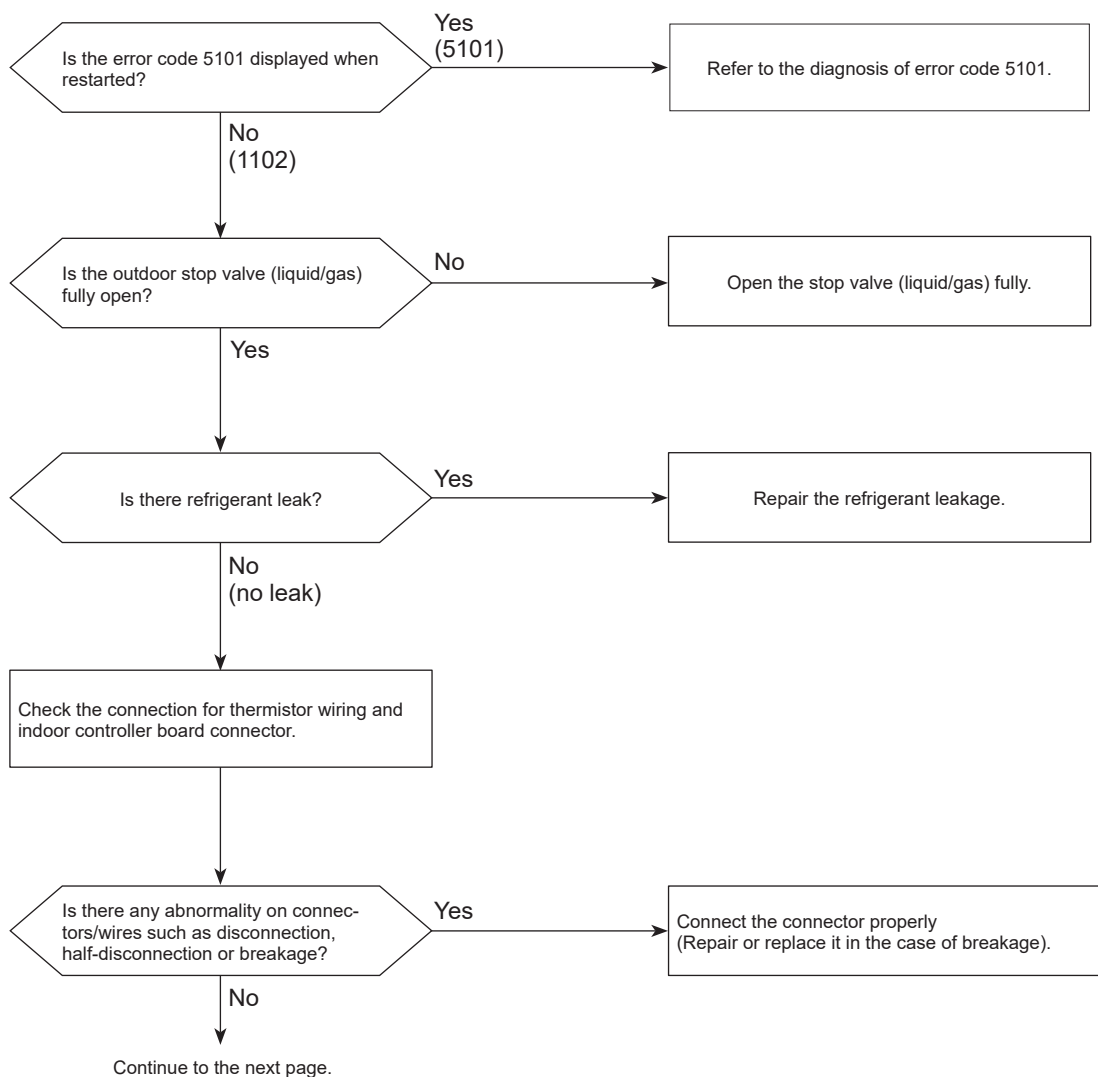 Is the error code 5101 displayed when
restarted?
Yes
(5101)
Refer to the diagnosis of error code 5101.
No
(1102)
Is the outdoor stop valve (liquid/gas)
fully open?
No
Open the stop valve (liquid/gas) fully.
Yes
Is there refrigerant leak?
Yes
Repair the refrigerant leakage.
No
(no leak)
Check the connection for thermistor wiring and
indoor controller board connector.
Is there any abnormality on connec-
tors/wires such as disconnection,
half-disconnection or breakage?
Yes
Connect the connector properly
(Repair or replace it in the case of breakage).
No
Continue to the next page.